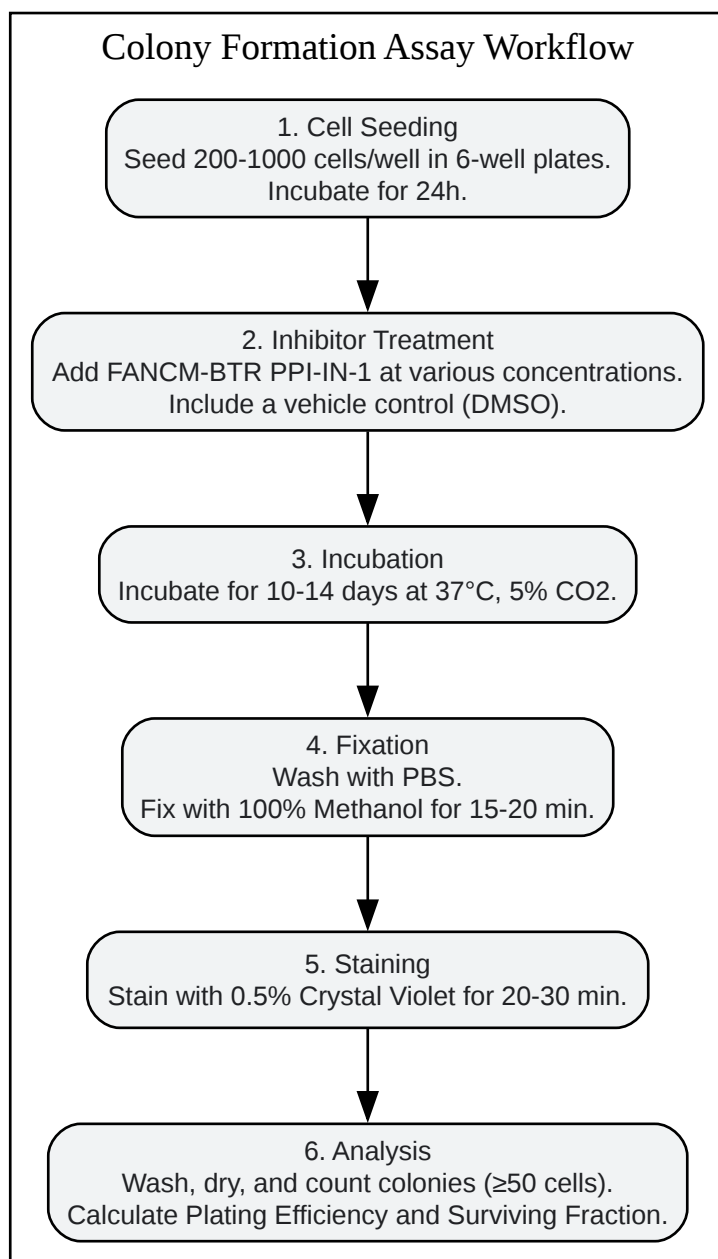 Colony Formation Assay Workflow
1. Cell Seeding
Seed 200-1000 cells/well in 6-well plates.
Incubate for 24h.
2. Inhibitor Treatment
Add FANCM-BTR PPI-IN-1 at various concentrations.
Include a vehicle control (DMSO).
3. Incubation
Incubate for 10-14 days at 37°C, 5% CO2.
4. Fixation
Wash with PBS.
Fix with 100% Methanol for 15-20 min.
5. Staining
Stain with 0.5% Crystal Violet for 20-30 min.
6. Analysis
Wash, dry, and count colonies (≥50 cells).
Calculate Plating Efficiency and Surviving Fraction.